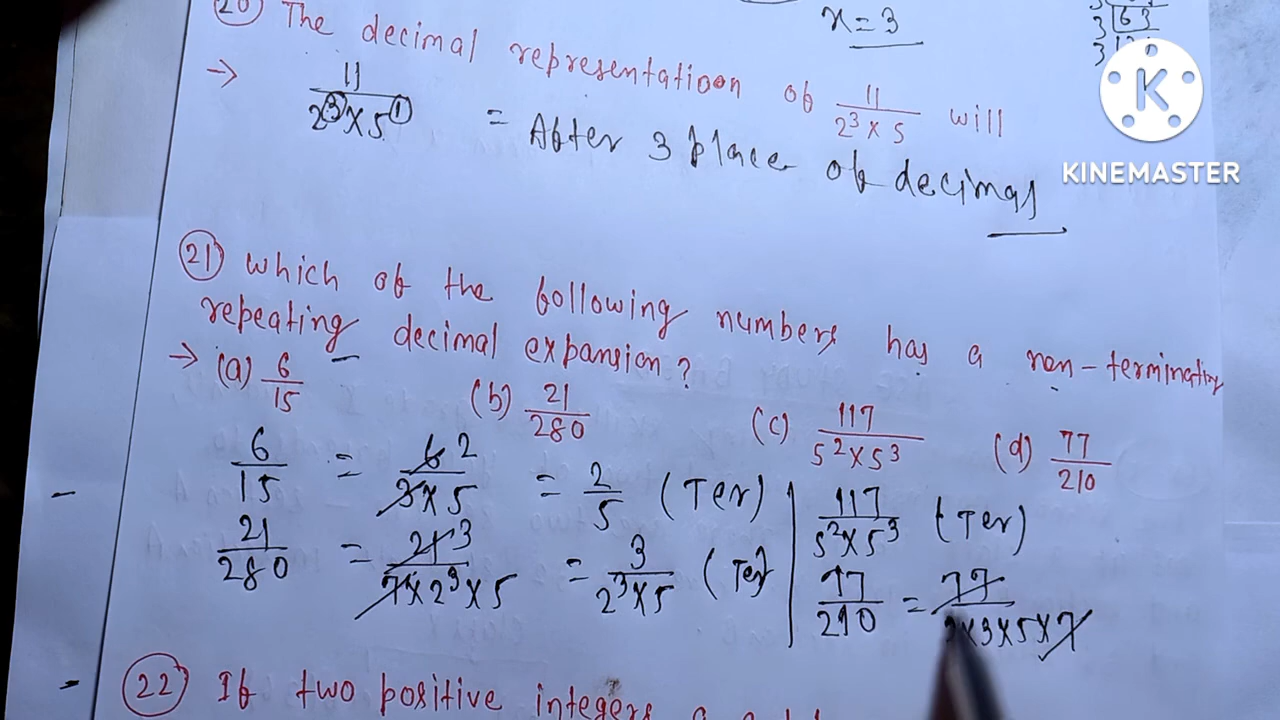 20 The decimal representation of 11/2³ × 5 will
x = 3
→ 11/2³ × 5¹ = After 3 place of decimal
KINEMASTER
21 which of the following numbers has a non-terminating
repeating decimal expansion?
→ (a) 6/15 (b) 21/280 (c) 117/5² × 5³ (d) 77/210
6/15 = 6 2/3 × 5 = 2/5 (Ter)
117/5² × 5³ (Ter)
21/280 = 21 3/7 × 2³ × 5 = 3/2³ × 5 (Ter)
77/210 = 77/2 × 3 × 5 × 7
22 If two positive integers